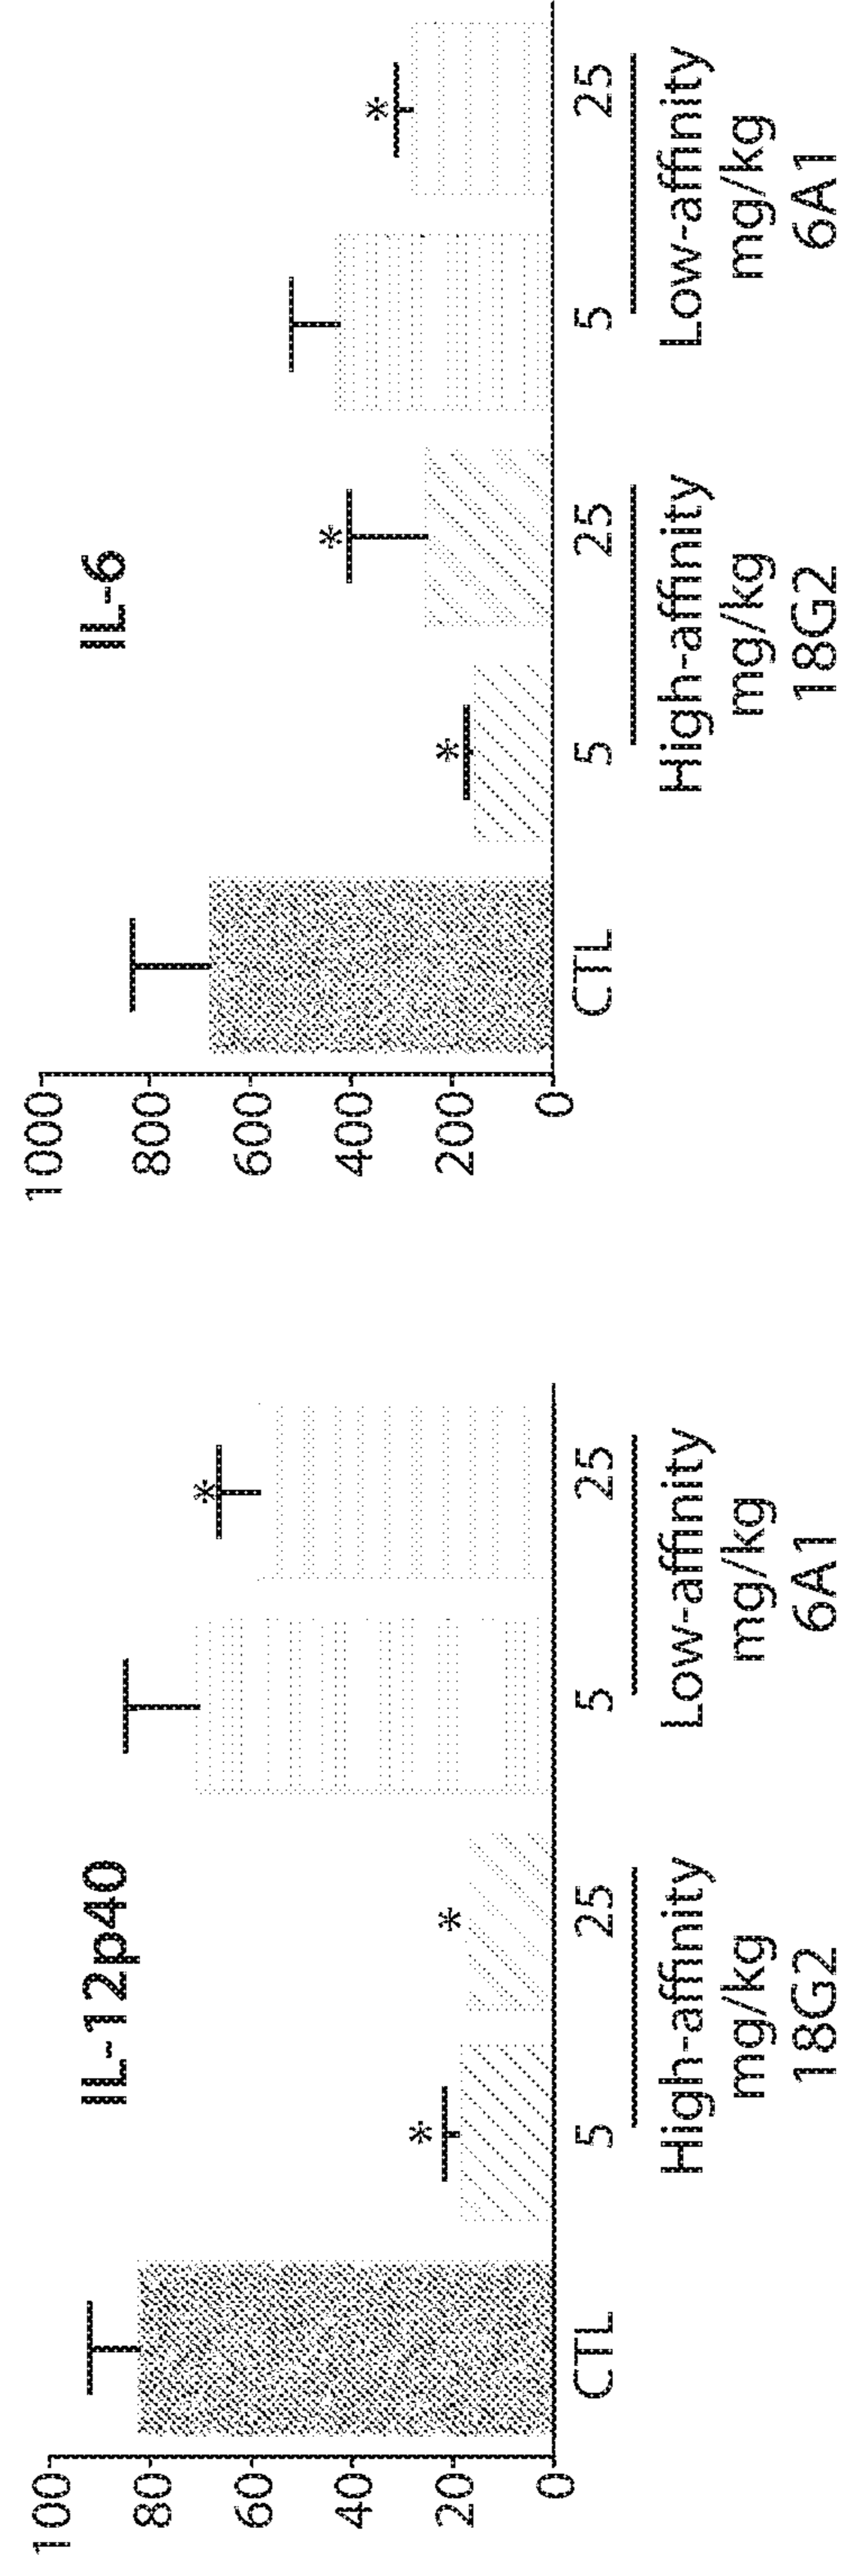 IL-12p40
100
80
60
40
20
0
*
*
*
CTL
5
25
5
25
High-affinity
mg/kg
18G2
Low-affinity
mg/kg
6A1
IL-6
1000
800
600
400
200
0
*
*
*
CTL
5
25
5
25
High-affinity
mg/kg
18G2
Low-affinity
mg/kg
6A1